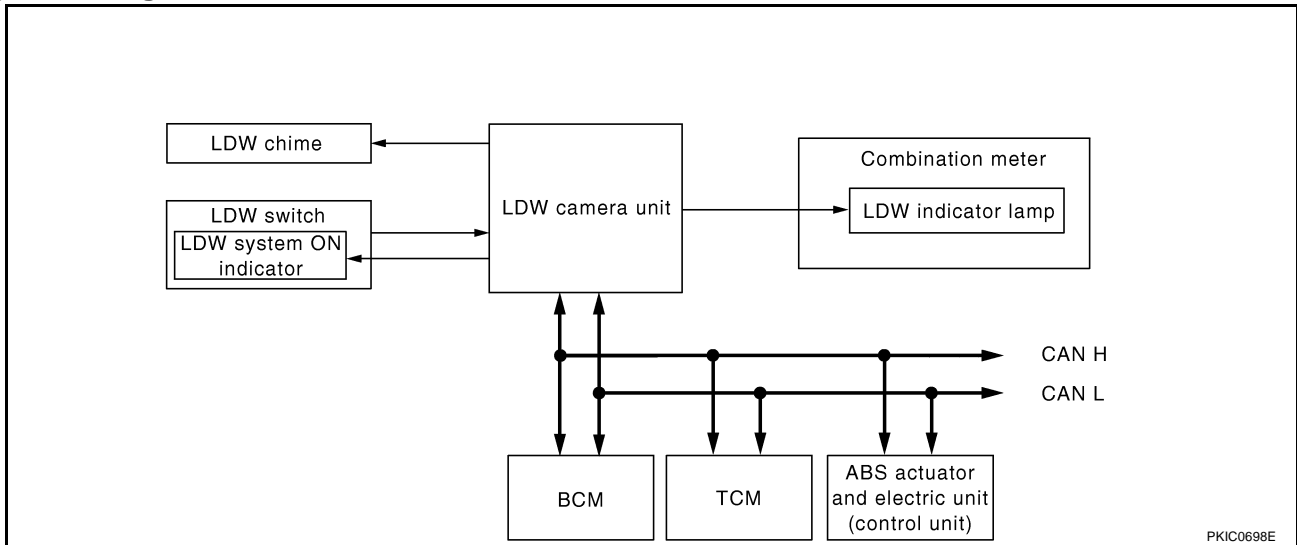 LDW chime
LDW switch
LDW system ON
indicator
LDW camera unit
Combination meter
LDW indicator lamp
CAN H
CAN L
BCM
TCM
ABS actuator
and electric unit
(control unit)
PKIC0698E